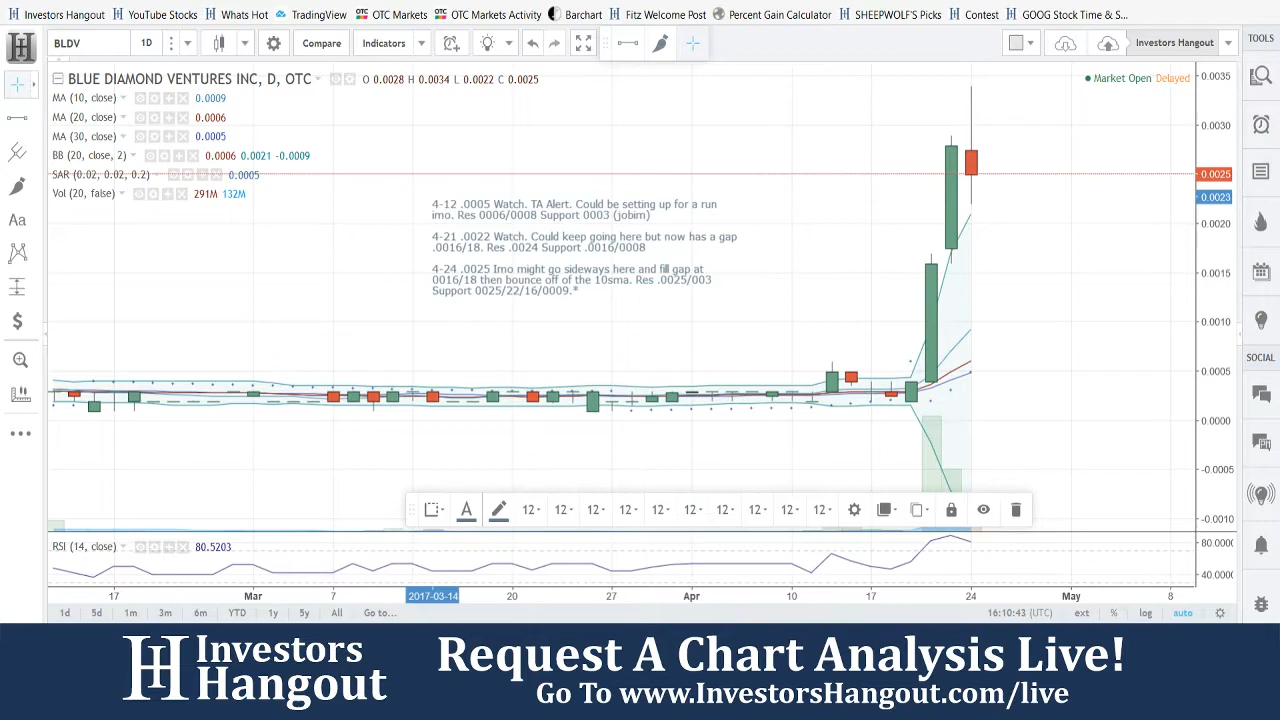 Investors Hangout YouTube Stocks Whats Hot TradingView OTC Markets OTC Markets Activity Barchart Fitz Welcome Post Percent Gain Calculator SHEEPWOLF'S Picks Contest GOOG Stock Time & S...
BLDV 1D Compare Indicators Investors Hangout TOOLS
BLUE DIAMOND VENTURES INC, D, OTC O 0.0028 H 0.0034 L 0.0022 C 0.0025
Market Open Delayed
MA (10, close) 0.0009
MA (20, close) 0.0006
MA (30, close) 0.0005
BB (20, close, 2) 0.0006 0.0021 -0.0009
SAR (0.02, 0.02, 0.2) 0.0005
Vol (20, false) 291M 132M
4-12 .0005 Watch. TA Alert. Could be setting up for a run
imo. Res 0006/0008 Support 0003 (jobim)
4-21 .0022 Watch. Could keep going here but now has a gap
.0016/18. Res .0024 Support .0016/0008
4-24 .0025 Imo might go sideways here and fill gap at
0016/18 then bounce off of the 10sma. Res .0025/003
Support 0025/22/16/0009.*
0.0035
0.0030
0.0025
0.0023
0.0020
0.0015
0.0010
0.0005
0.0000
-0.0005
-0.0010
SOCIAL
Aa
$
A 12 12 12 12 12 12 12 12 12 12
RSI (14, close) 80.5203
80.0000
40.0000
17 Mar 7 2017-03-14 20 27 Apr 10 17 24 May 8
1d 5d 1m 3m 6m YTD 1y 5y All Go to... 16:10:43 (UTC) ext % log auto
Investors
Hangout
Request A Chart Analysis Live!
Go To www.InvestorsHangout.com/live